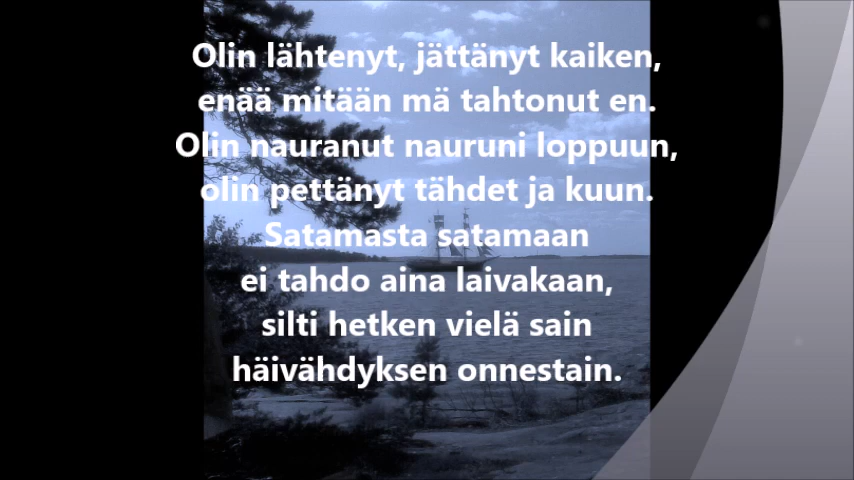 Olin lähtenyt, jättänyt kaiken,
enää mitään mä tahtonut en.
Olin nauranut nauruni loppuun,
olin pettänyt tähdet ja kuun.
Satamasta satamaan
ei tahdo aina laivakaan,
silti hetken vielä sain
häivähdyksen onnestain.